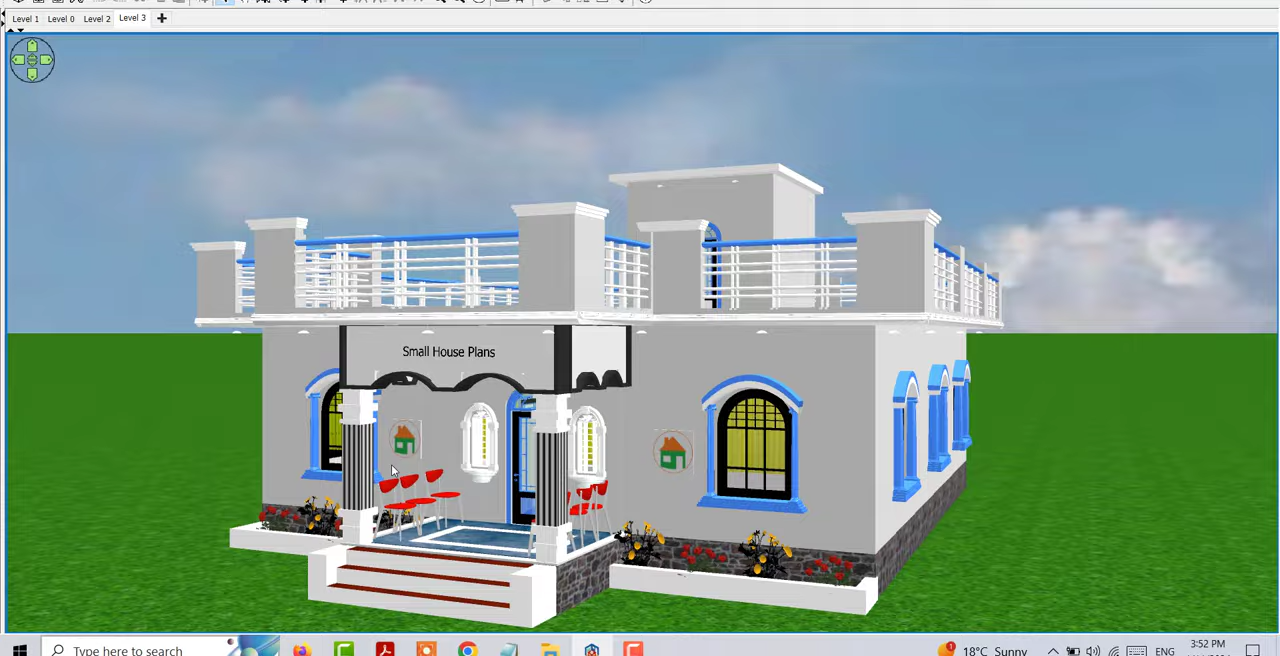 Level 1 Level 0 Level 2 Level 3
Small House Plans
Type here to search
1
18°C Sunny
ENG
3:52 PM